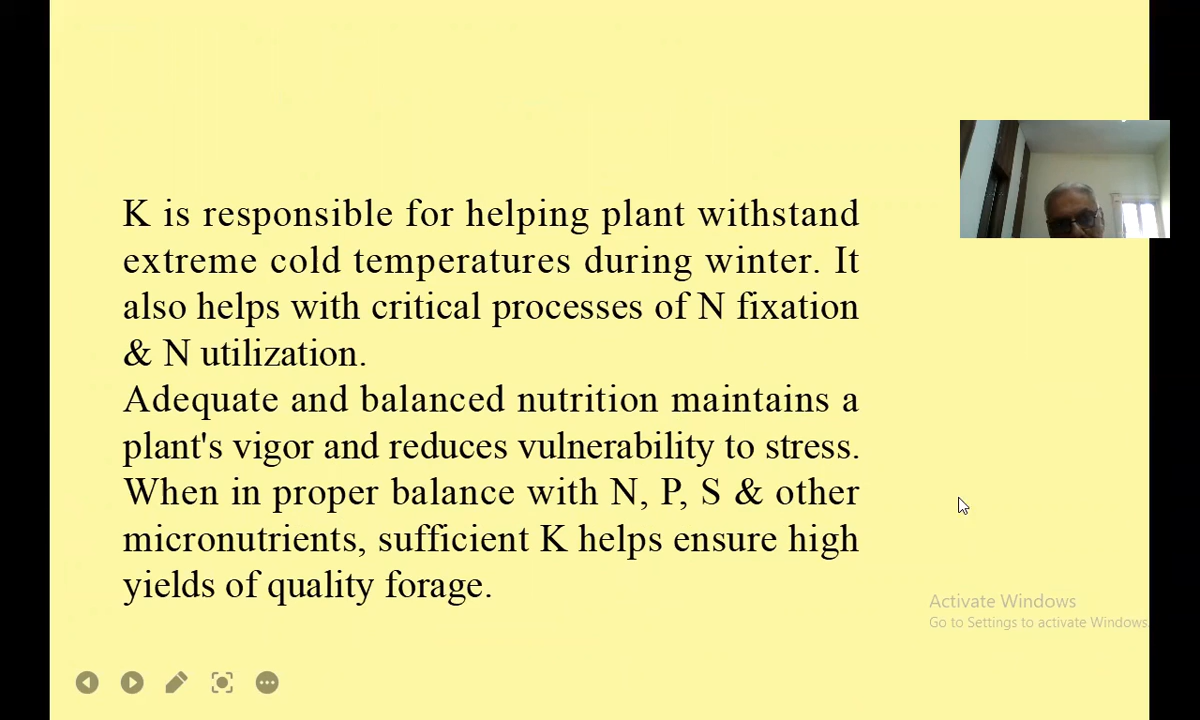 K is responsible for helping plant withstand
extreme cold temperatures during winter. It
also helps with critical processes of N fixation
& N utilization.
Adequate and balanced nutrition maintains a
plant's vigor and reduces vulnerability to stress.
When in proper balance with N, P, S & other
micronutrients, sufficient K helps ensure high
yields of quality forage.
Activate Windows
Go to Settings to activate Windows.